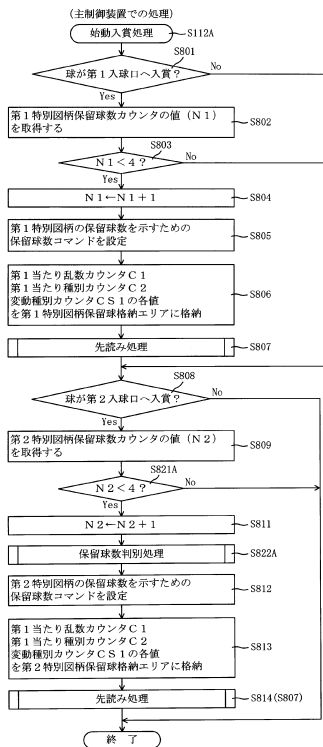 (主制御装置での処理)
始動入賞処理
S112A
S801
球が第1入球口へ入賞?
No
Yes
第1特別図柄保留球数カウンタの値(N1)
を取得する
S802
S803
N1<4?
No
Yes
N1←N1+1
S804
第1特別図柄の保留球数を示すための
保留球数コマンドを設定
S805
第1当たり乱数カウンタC1
第1当たり種別カウンタC2
変動種別カウンタCS1の各値
を第1特別図柄保留球格納エリアに格納
S806
先読み処理
S807
S808
球が第2入球口へ入賞?
No
Yes
第2特別図柄保留球数カウンタの値(N2)
を取得する
S809
S821A
N2<4?
No
Yes
N2←N2+1
S811
保留球数判別処理
S822A
第2特別図柄の保留球数を示すための
保留球数コマンドを設定
S812
第1当たり乱数カウンタC1
第1当たり種別カウンタC2
変動種別カウンタCS1の各値
を第2特別図柄保留球格納エリアに格納
S813
先読み処理
S814(S807)
終了